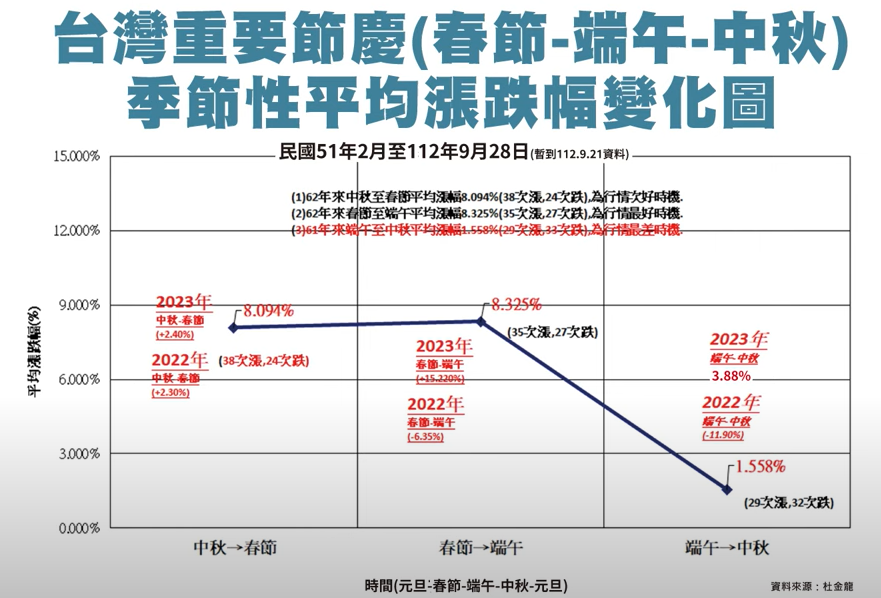 台灣重要節慶(春節-端午-中秋)
季節性平均漲跌幅變化圖
民國51年2月至112年9月28日(暫到112.9.21資料)
15.000%
(1)62年來中秋至春節平均漲幅8.094%(38次漲,24次跌),為行情次好時機.
(2)62年來春節至端午平均漲幅8.325%(35次漲,27次跌),為行情最好時機.
(3)61年來端午至中秋平均漲幅1.558%(29次漲,33次跌),為行情最差時機.
12.000%
9.000%
2023年
中秋-春節
(+2.40%)
8.094%
8.325%
(35次漲,27次跌)
2022年
中秋-春節
(+2.30%)
(38次漲,24次跌)
2023年
春節-端午
(+15.220%)
2023年
端午-中秋
3.88%
6.000%
2022年
春節-端午
(-6.35%)
2022年
端午-中秋
(-11.90%)
3.000%
1.558%
(29次漲,32次跌)
0.000%
平均漲跌幅(%)
中秋→春節
春節→端午
端午→中秋
時間(元旦-春節-端午-中秋-元旦)
資料來源：杜金龍